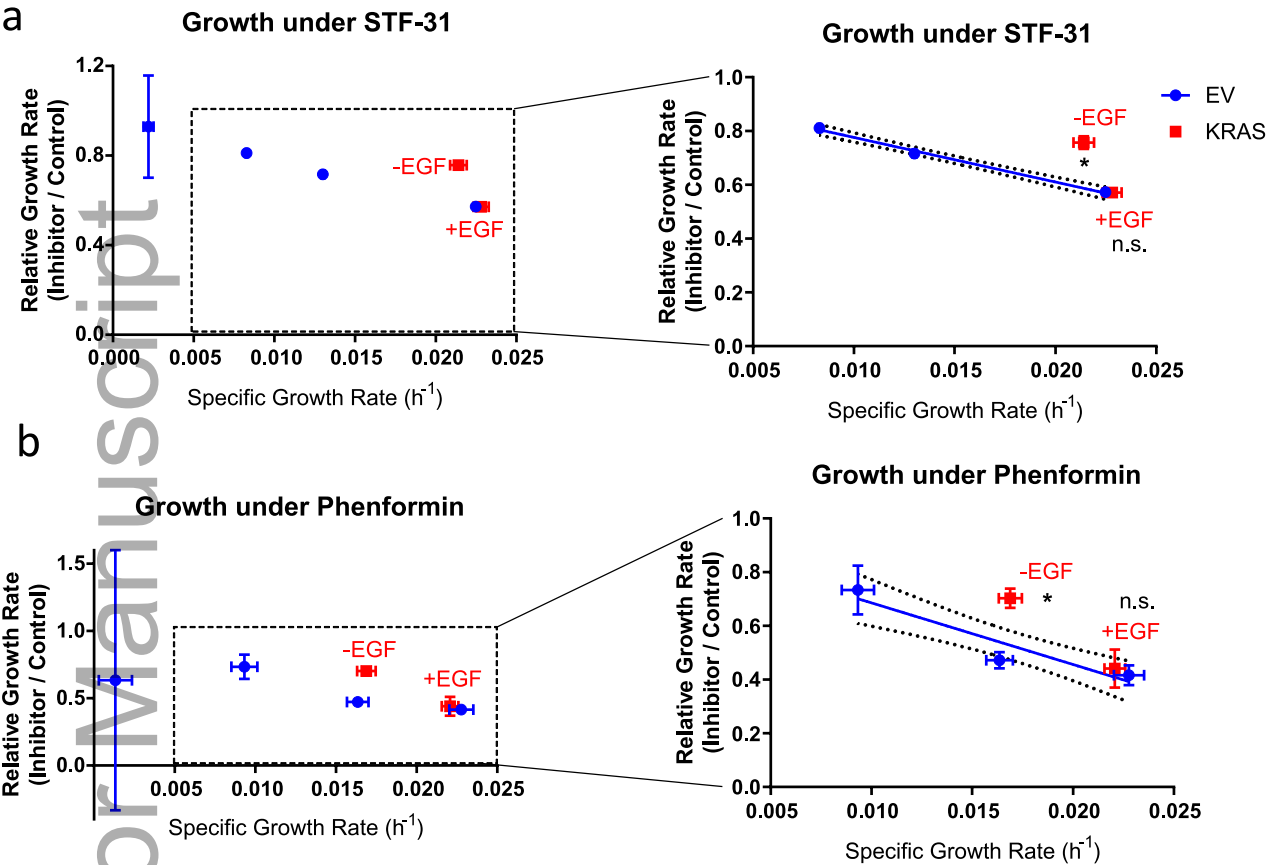 a
Growth under STF-31
Relative Growth Rate
(Inhibitor / Control)
1.2
0.8
0.4
0.0
0.000 0.005 0.010 0.015 0.020 0.025
-EGF
+EGF
Specific Growth Rate (h-1)
Growth under STF-31
Relative Growth Rate
(Inhibitor / Control)
1.0
0.8
0.6
0.4
0.2
0.0
0.005 0.010 0.015 0.020 0.025
-EGF
*
+EGF
n.s.
EV
KRAS
Specific Growth Rate (h-1)
b
Growth under Phenformin
Relative Growth Rate
(Inhibitor / Control)
1.5
1.0
0.5
0.0
0.005 0.010 0.015 0.020 0.025
-EGF
+EGF
Specific Growth Rate (h-1)
Growth under Phenformin
Relative Growth Rate
(Inhibitor / Control)
1.0
0.8
0.6
0.4
0.2
0.0
0.005 0.010 0.015 0.020 0.025
-EGF
*
n.s.
+EGF
Specific Growth Rate (h-1)
or Manuscript